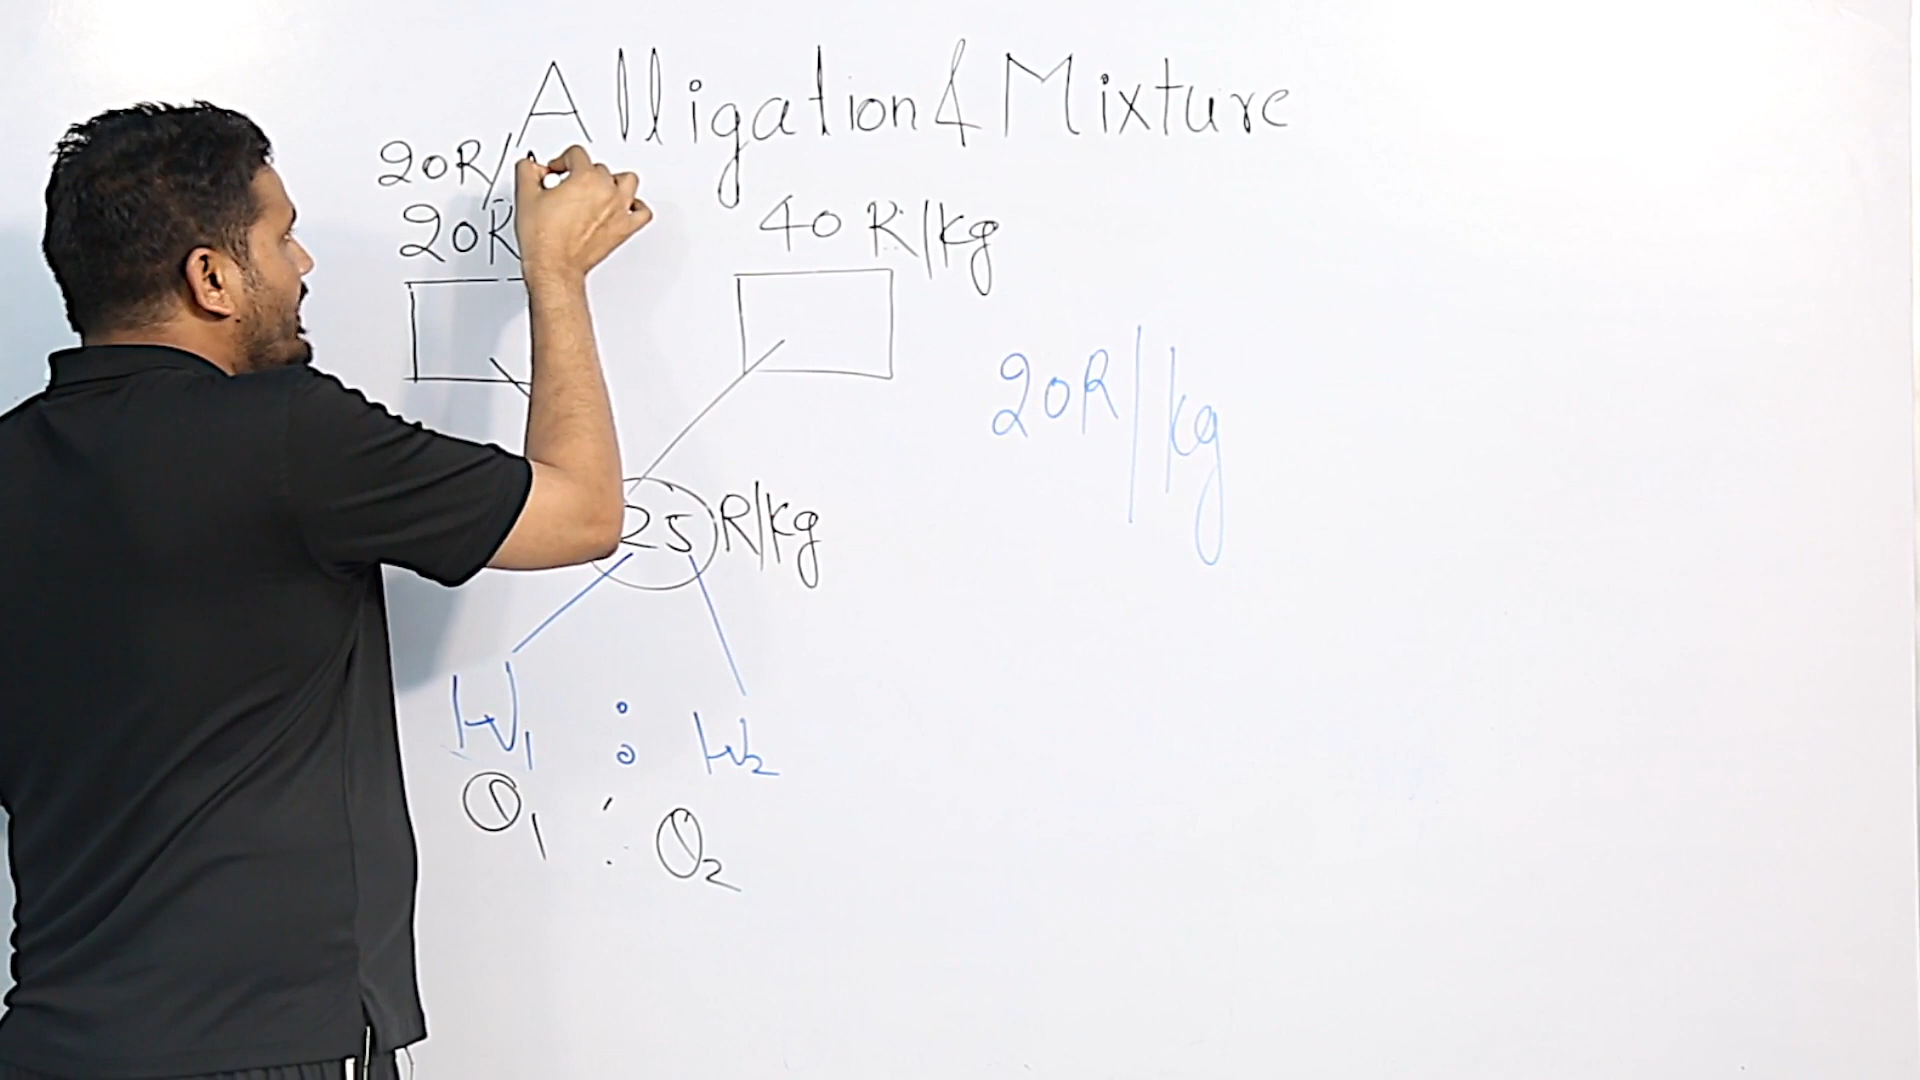 Alligation & Mixture
20R/
20R
40 R/kg
20R/kg
25 R/kg
W1 : W2
Q1 : Q2